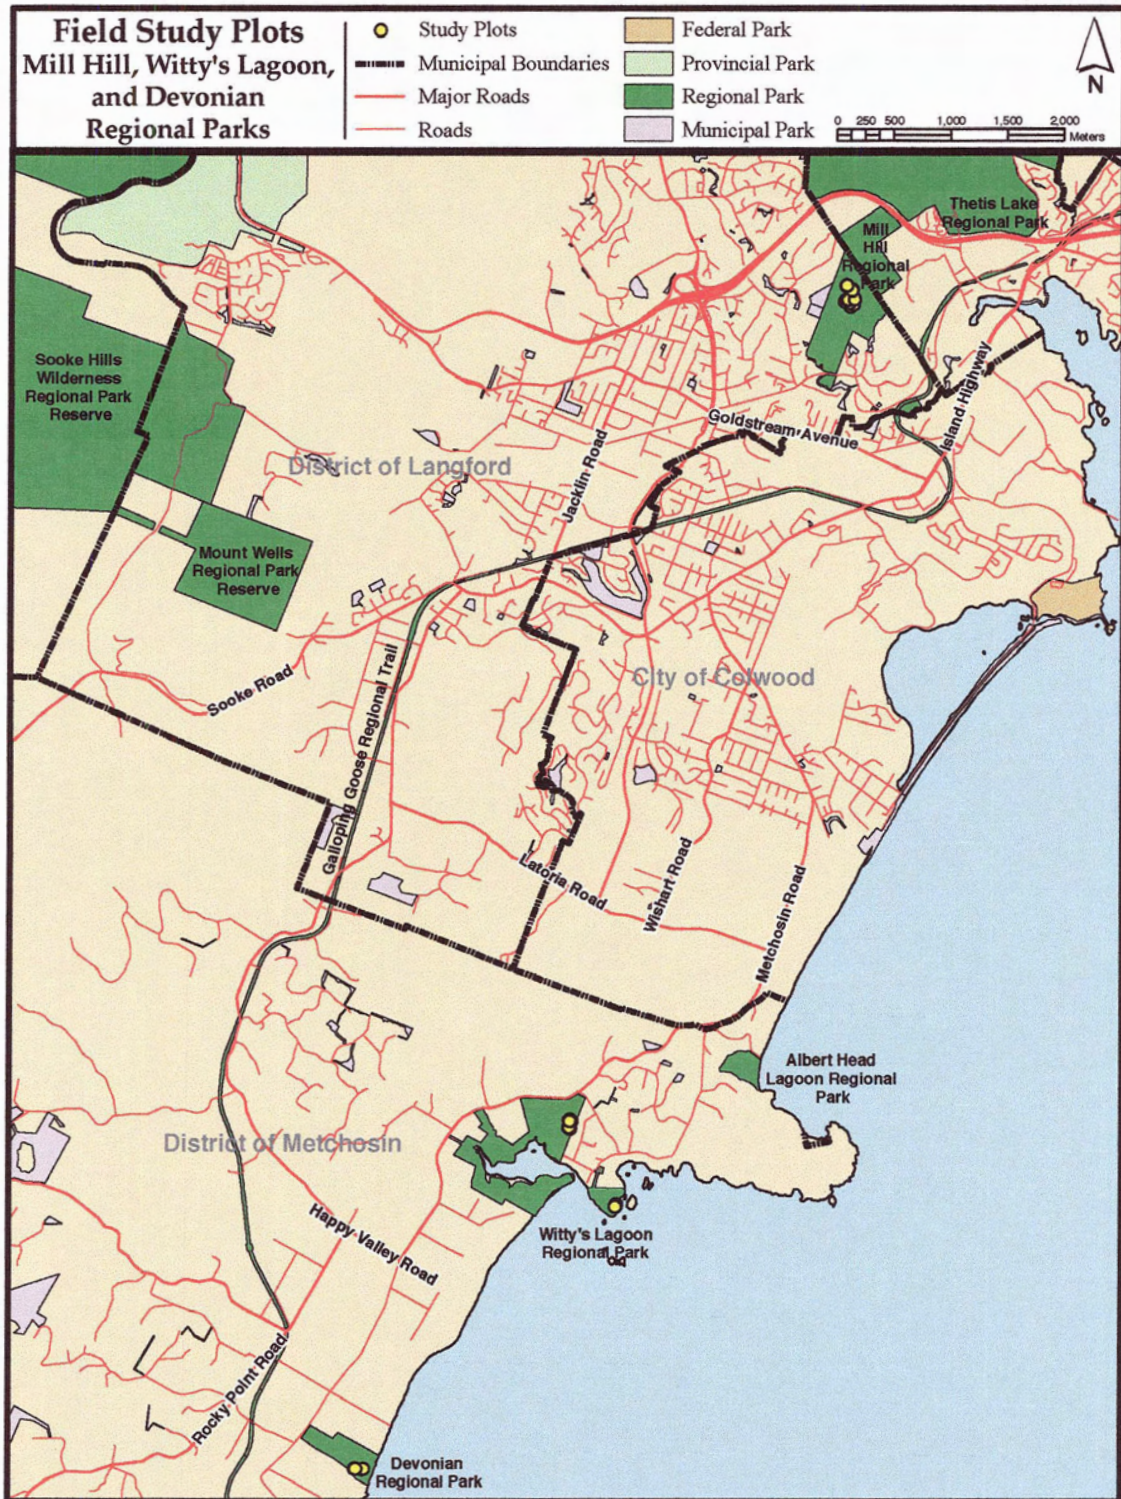 Field Study Plots
Mill Hill, Witty's Lagoon,
and Devonian
Regional Parks
Study Plots
Municipal Boundaries
Major Roads
Roads
Federal Park
Provincial Park
Regional Park
Municipal Park
N
0 250 500 1,000 1,500 2,000
Meters
Thetis Lake
Regional Park
Mill
Hill
Regional
Park
Sooke Hills
Wilderness
Regional Park
Reserve
Island Highway
Goldstream Avenue
District of Langford
Jacklin Road
Mount Wells
Regional Park
Reserve
City of Colwood
Sooke Road
Galloping Goose Regional Trail
Latoria Road
Wishart Road
Metchosin Road
Albert Head
Lagoon Regional
Park
District of Metchosin
Happy Valley Road
Witty's Lagoon
Regional Park
Rocky Point Road
Devonian
Regional Park